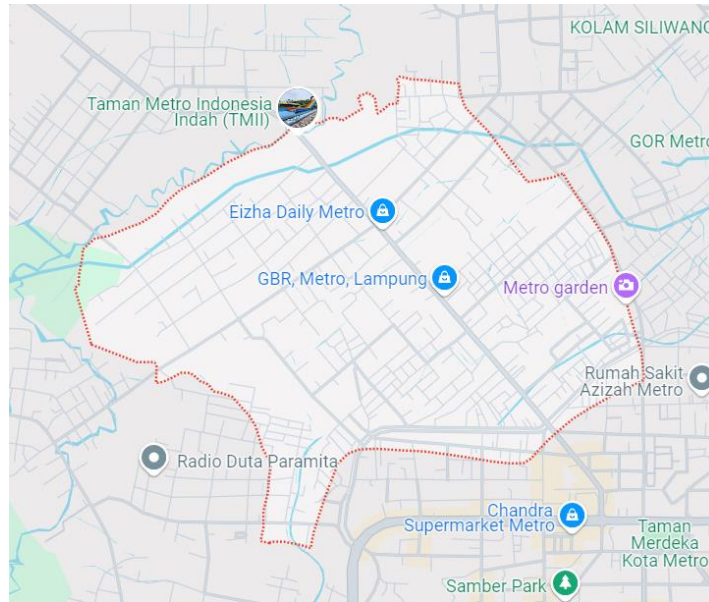 KOLAM SILIWANG
Taman Metro Indonesia
Indah (TMII)
GOR Metro
Eizha Daily Metro
GBR, Metro, Lampung
Metro garden
Rumah Sakit
Azizah Metro
Radio Duta Paramita
Chandra
Supermarket Metro
Taman
Merdeka
Kota Metro
Samber Park